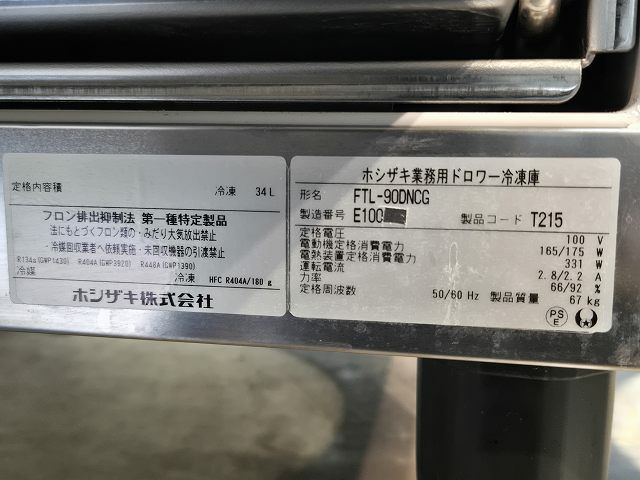 定格内容積 冷凍 34L
フロン排出抑制法 第一種特定製品
法にもとづくフロン類の・みだり大気放出禁止
・冷媒回収業者へ依頼実施・未回収機器の引渡禁止
R134a(GWP1430) R404A(GWP3920) R448A(GWP1390)
冷媒 冷凍 HFC R404A/180 g
ホシザキ株式会社
ホシザキ業務用ドロワー冷凍庫
形名 FTL-90DNCG
製造番号 E100 製品コード T215
定格電圧 100 V
電動機定格消費電力 165/175 W
電熱装置定格消費電力 331 W
運転電流 2.8/2.2 A
力率 66/92 %
定格周波数 50/60 Hz 製品質量 67 kg
PS
E